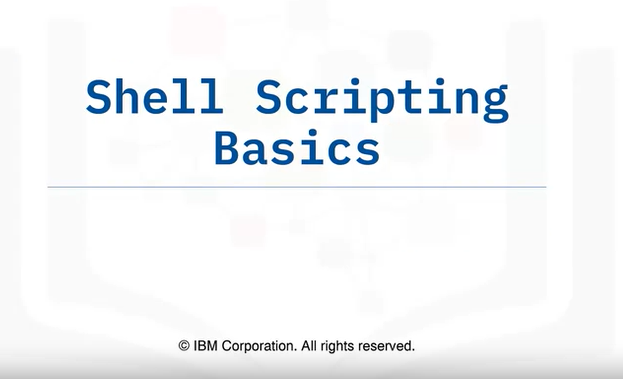 Shell Scripting
Basics
© IBM Corporation. All rights reserved.